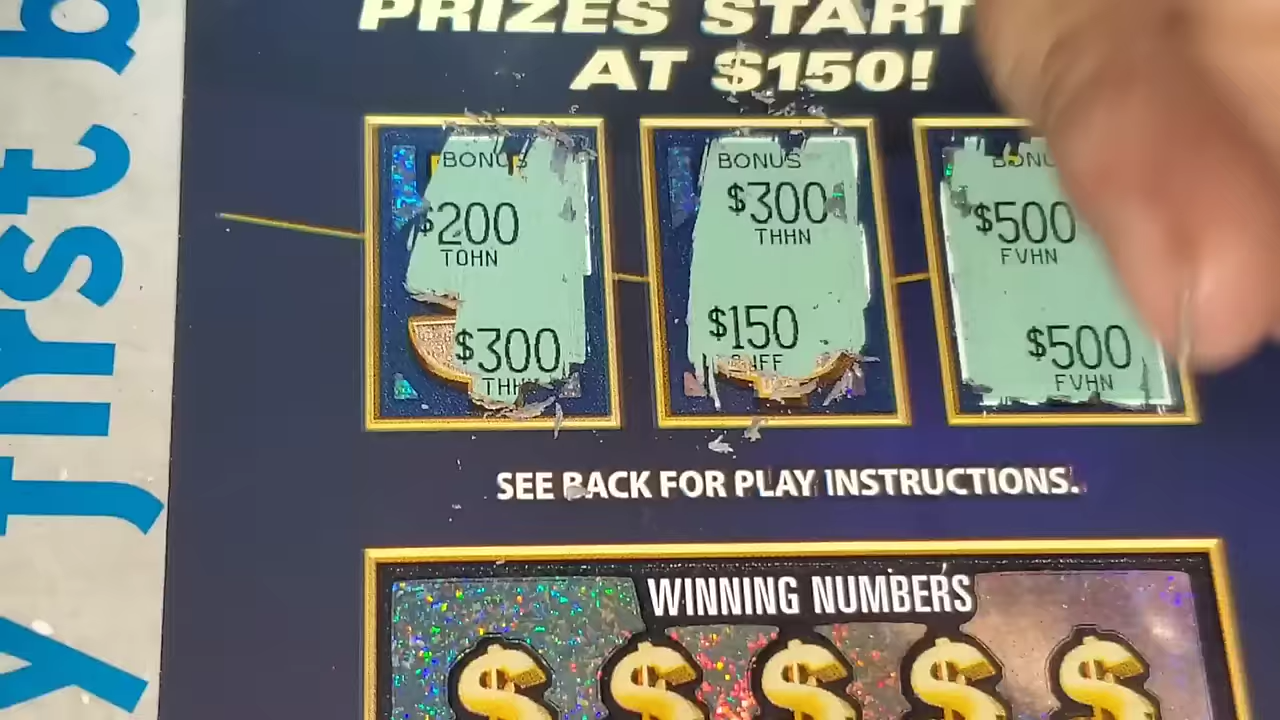 PRIZES START
AT $150!
BONUS
$200
TOHN
$300
BONUS
$300
THHN
$150
$500
FVHN
$500
FVHN
SEE BACK FOR PLAY INSTRUCTIONS.
WINNING NUMBERS
y first b